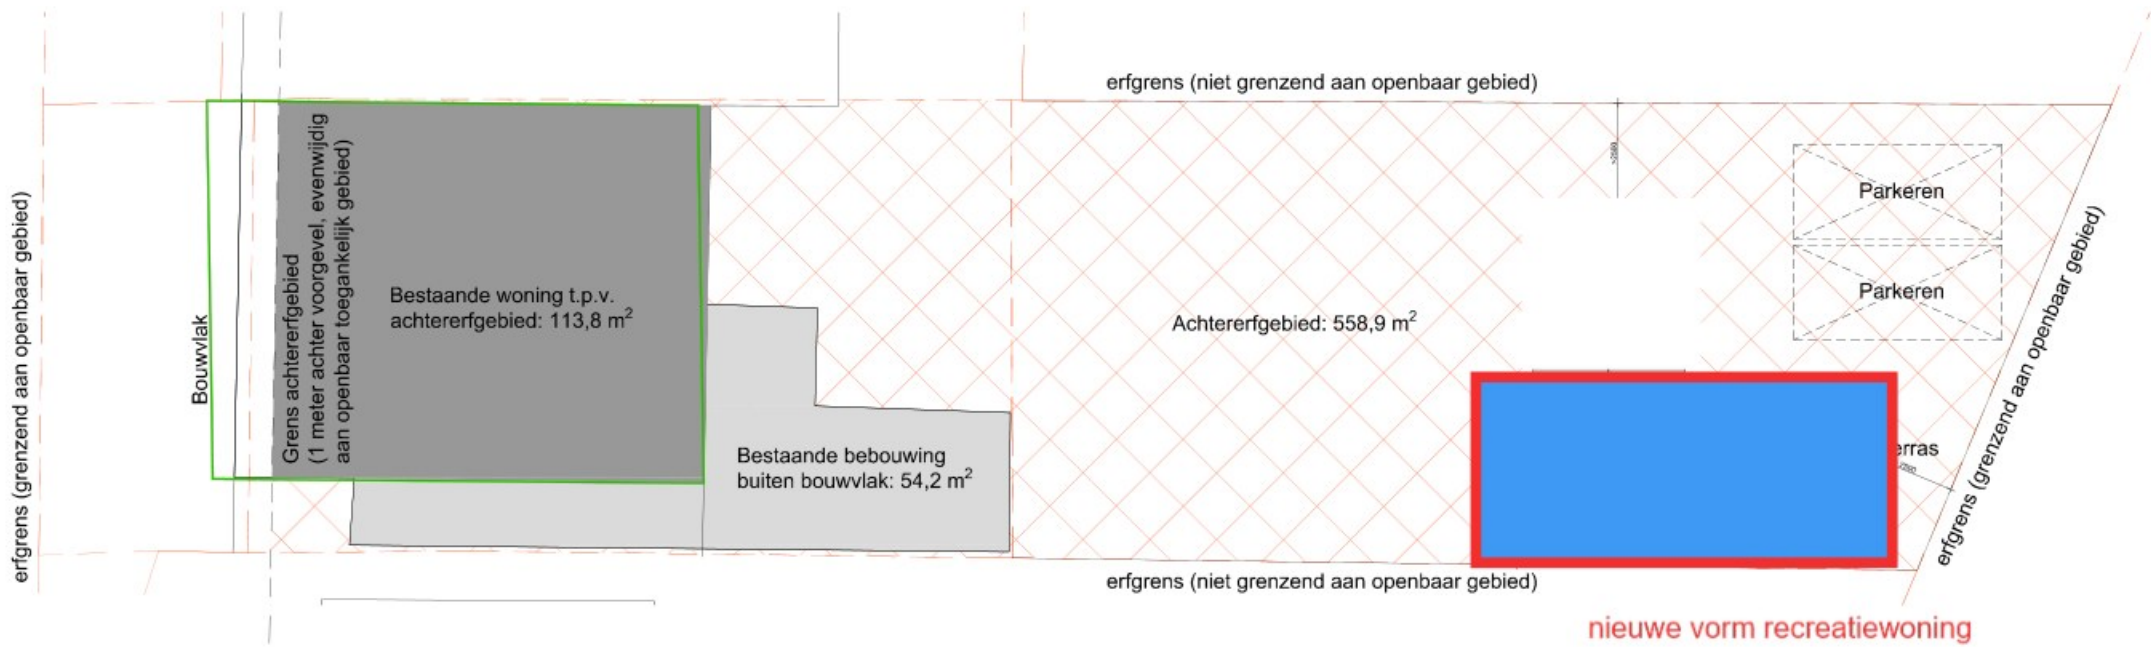 erfgrens (grenzend aan openbaar gebied)
Bouwvlak
Grens achtererfgebied
(1 meter achter voorgevel, evenwijdig
aan openbaar toegankelijk gebied)
Bestaande woning t.p.v.
achtererfgebied: 113,8 m²
Bestaande bebouwing
buiten bouwvlak: 54,2 m²
erfgrens (niet grenzend aan openbaar gebied)
Achtererfgebied: 558,9 m²
Parkeren
Parkeren
erras
erfgrens (grenzend aan openbaar gebied)
erfgrens (niet grenzend aan openbaar gebied)
nieuwe vorm recreatiewoning